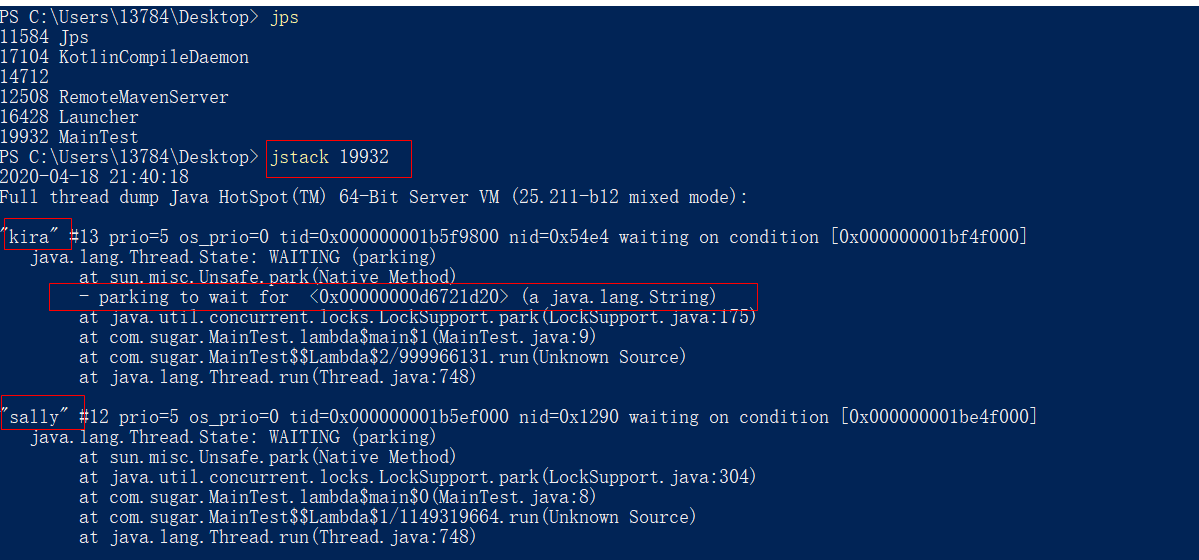 PS C:\Users\13784\Desktop> jps
11584 Jps
17104 KotlinCompileDaemon
14712
12508 RemoteMavenServer
16428 Launcher
19932 MainTest
PS C:\Users\13784\Desktop> jstack 19932
2020-04-18 21:40:18
Full thread dump Java HotSpot(TM) 64-Bit Server VM (25.211-b12 mixed mode):
"kira" #13 prio=5 os_prio=0 tid=0x000000001b5f9800 nid=0x54e4 waiting on condition [0x000000001bf4f000]
java.lang.Thread.State: WAITING (parking)
at sun.misc.Unsafe.park(Native Method)
- parking to wait for <0x00000000d6721d20> (a java.lang.String)
at java.util.concurrent.locks.LockSupport.park(LockSupport.java:175)
at com.sugar.MainTest.lambda$main$1(MainTest.java:9)
at com.sugar.MainTest$$Lambda$2/999966131.run(Unknown Source)
at java.lang.Thread.run(Thread.java:748)
"sally" #12 prio=5 os_prio=0 tid=0x000000001b5ef000 nid=0x1290 waiting on condition [0x000000001be4f000]
java.lang.Thread.State: WAITING (parking)
at sun.misc.Unsafe.park(Native Method)
at java.util.concurrent.locks.LockSupport.park(LockSupport.java:304)
at com.sugar.MainTest.lambda$main$0(MainTest.java:8)
at com.sugar.MainTest$$Lambda$1/1149319664.run(Unknown Source)
at java.lang.Thread.run(Thread.java:748)